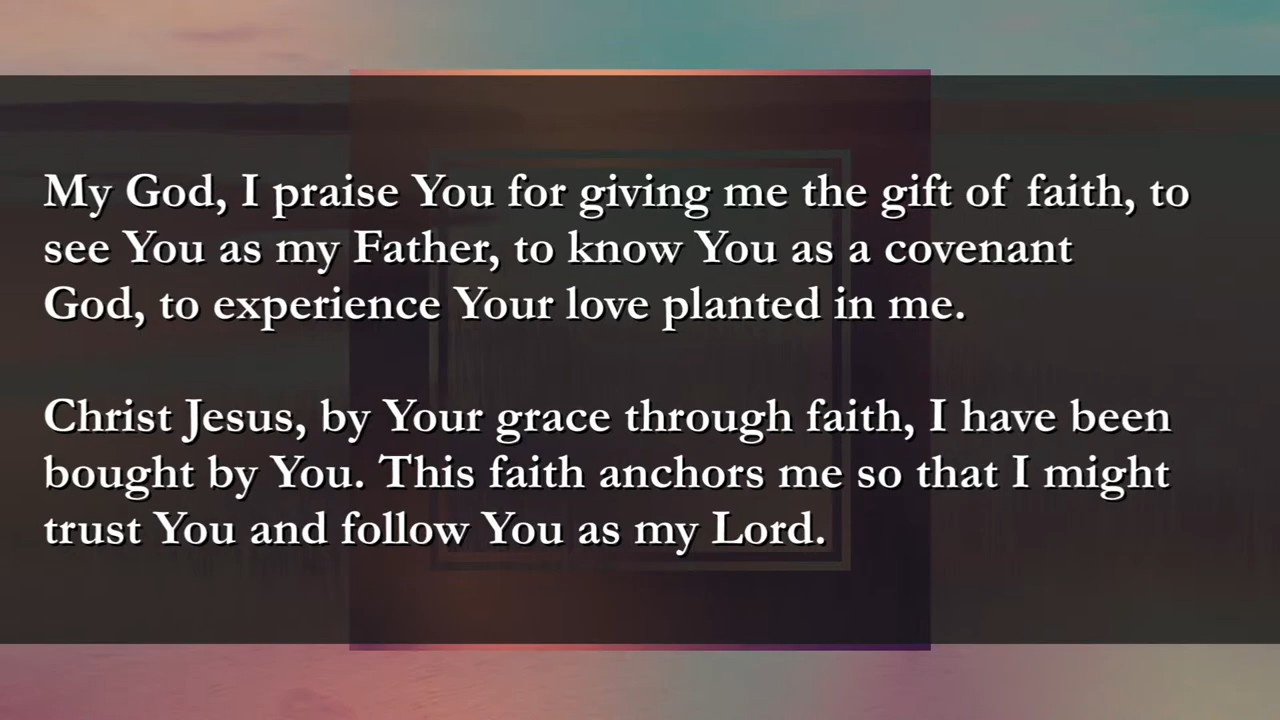 My God, I praise You for giving me the gift of faith, to
see You as my Father, to know You as a covenant
God, to experience Your love planted in me.
Christ Jesus, by Your grace through faith, I have been
bought by You. This faith anchors me so that I might
trust You and follow You as my Lord.